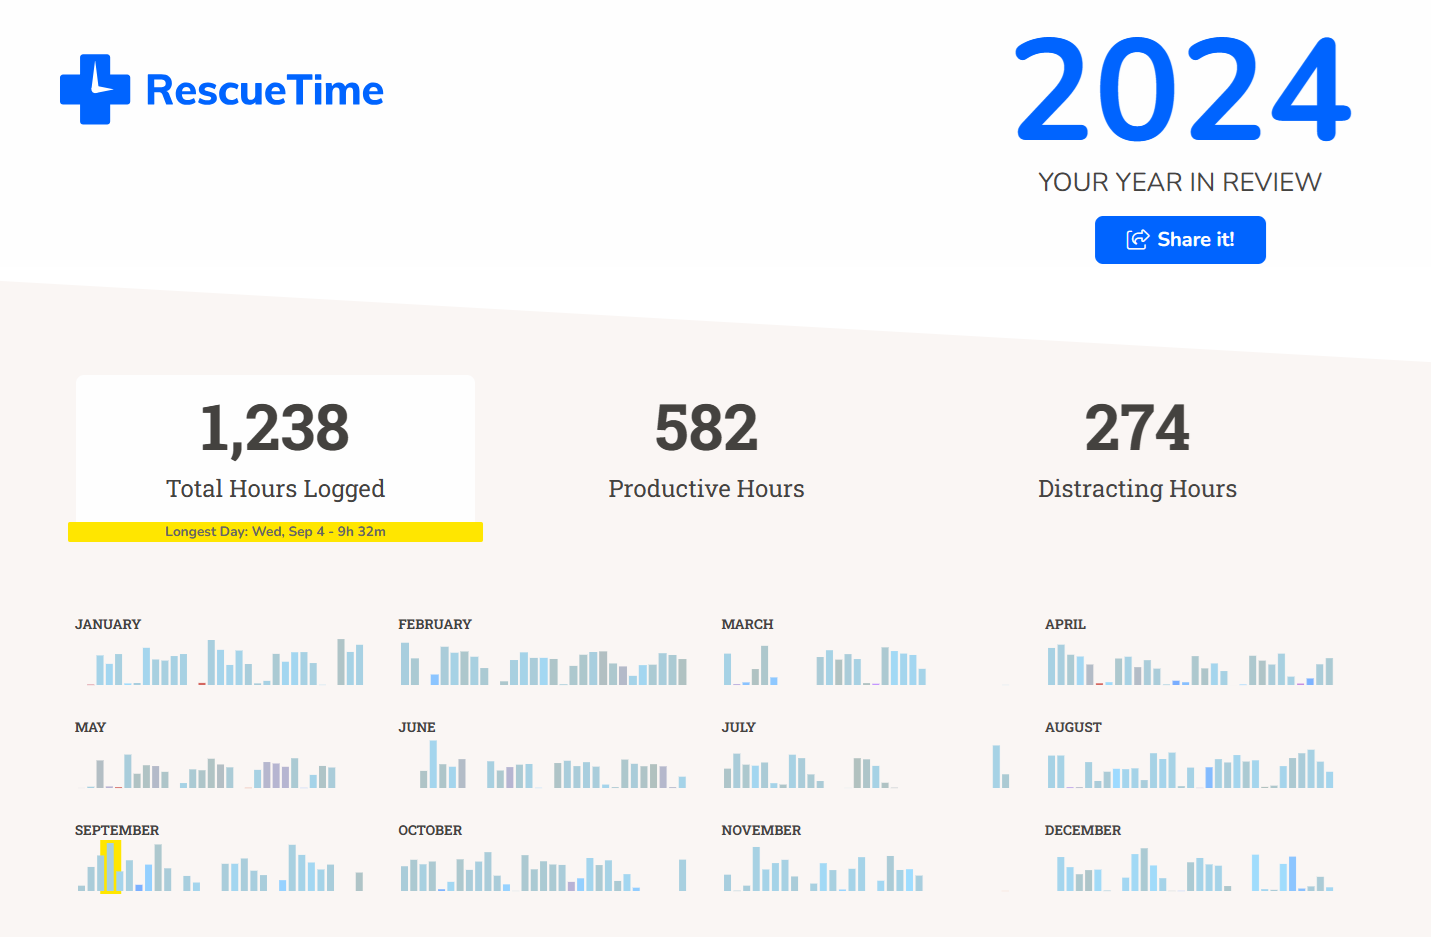 RescueTime
2024
YOUR YEAR IN REVIEW
Share it!
1,238
Total Hours Logged
Longest Day: Wed, Sep 4 - 9h 32m
582
Productive Hours
274
Distracting Hours
JANUARY
FEBRUARY
MARCH
APRIL
MAY
JUNE
JULY
AUGUST
SEPTEMBER
OCTOBER
NOVEMBER
DECEMBER